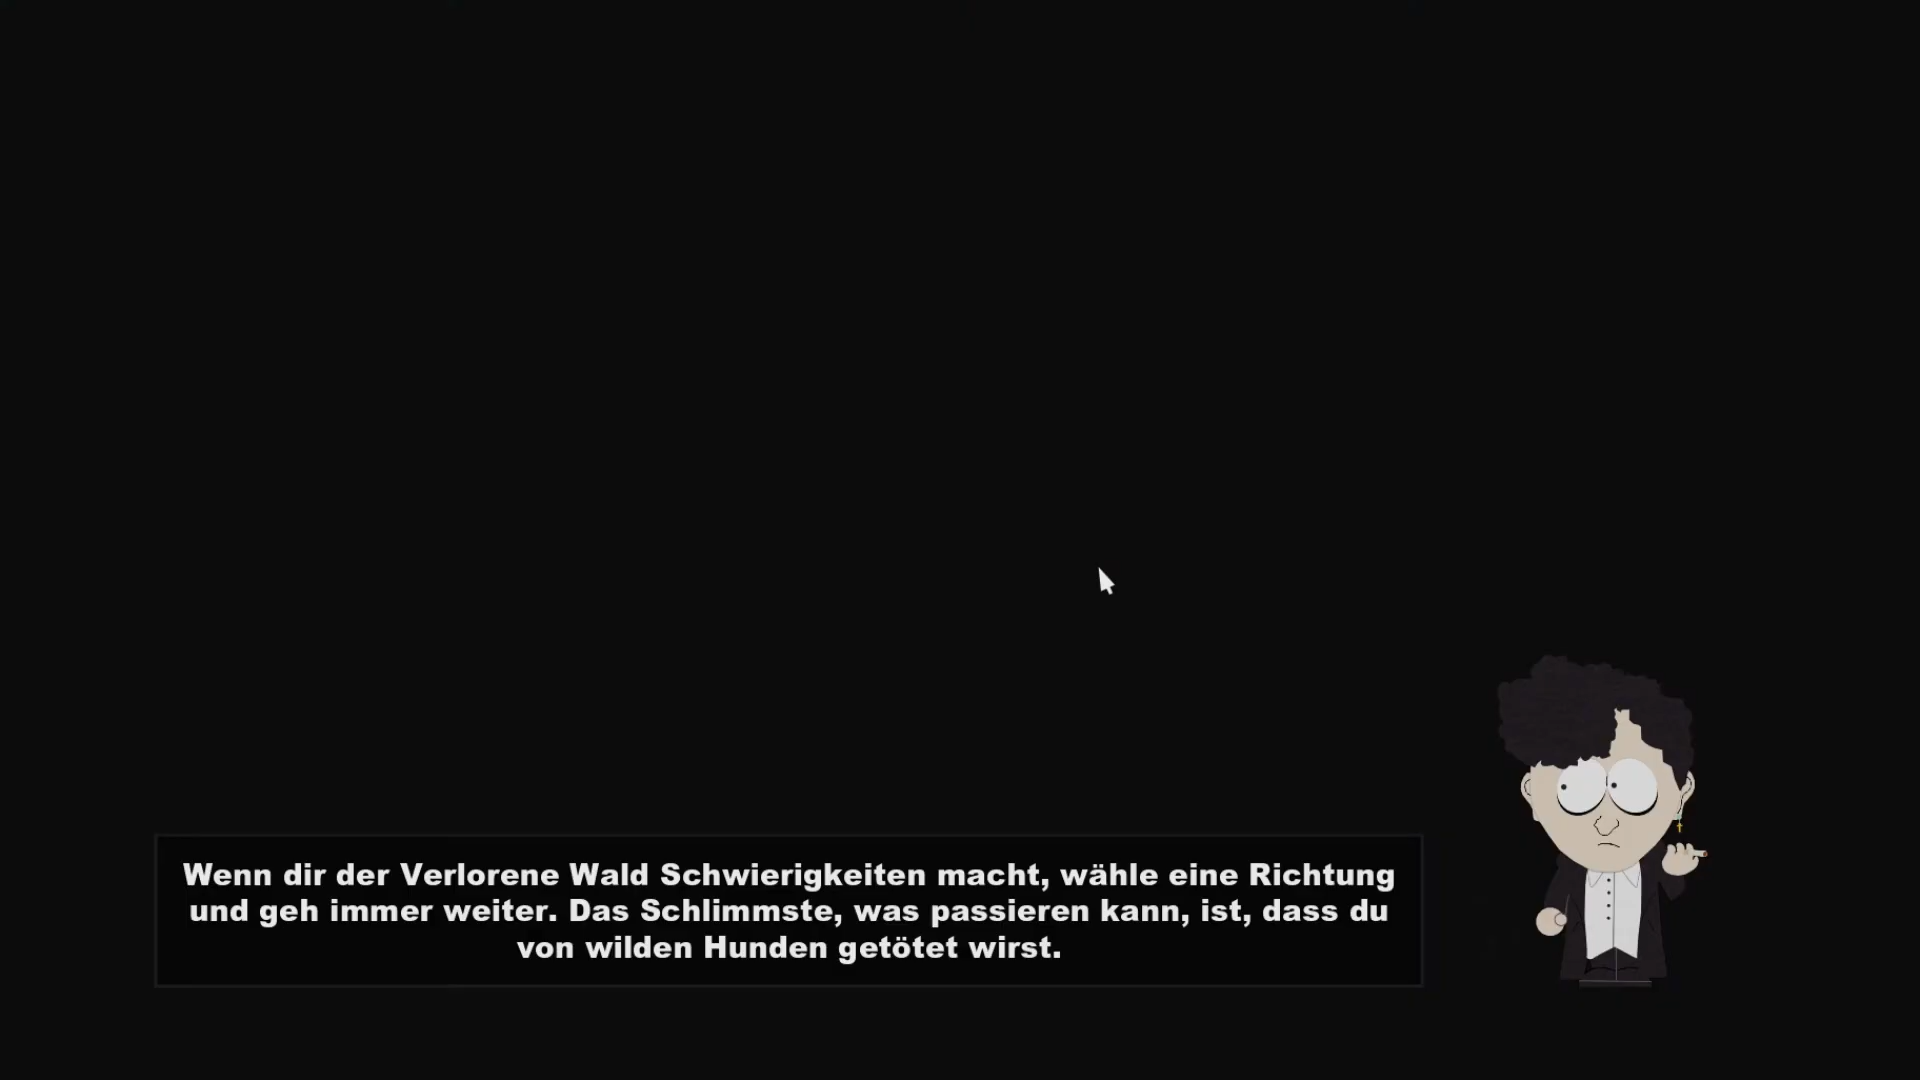 Wenn dir der Verlorene Wald Schwierigkeiten macht, wähle eine Richtung
und geh immer weiter. Das Schlimmste, was passieren kann, ist, dass du
von wilden Hunden getötet wirst.